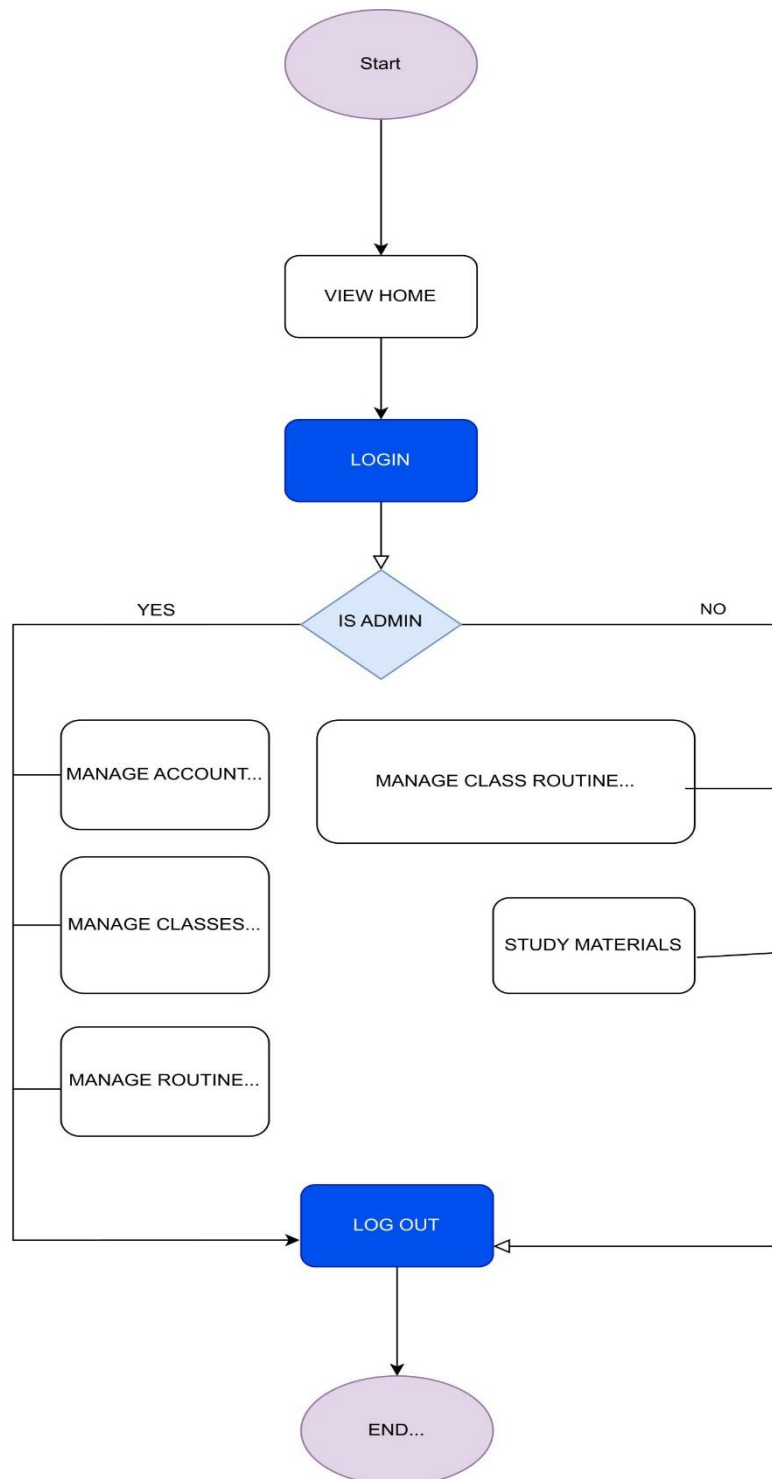 Start
VIEW HOME
LOGIN
IS ADMIN
YES
NO
MANAGE ACCOUNT...
MANAGE CLASS ROUTINE...
MANAGE CLASSES...
STUDY MATERIALS
MANAGE ROUTINE...
LOG OUT
END...